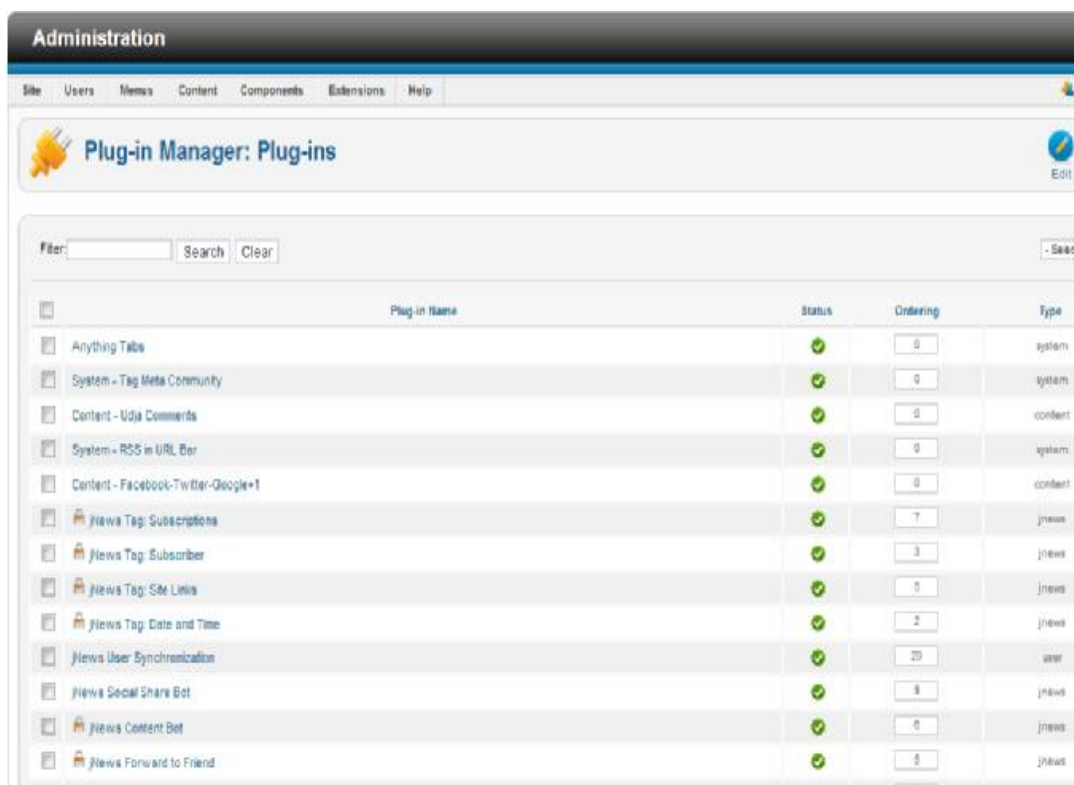 Administration
Site Users Menus Content Components Extensions Help
Plug-in Manager: Plug-ins
Edit
Filter: Search Clear
Plug-in Name Status Ordering Type
Anything Tabs 0 system
System - Tag Meta Community 0 system
Content - Udja Comments 0 content
System - RSS in URL Bar 0 system
Content - Facebook-Twitter-Google+1 0 content
jNews Tag: Subscriptions 7 jnews
jNews Tag: Subscriber 3 jnews
jNews Tag: Site Links jnews
jNews Tag: Date and Time 2 jnews
jNews User Synchronization 20 user
jNews Social Share Bot jnews
jNews Content Bot jnews
jNews Forward to Friend jnews